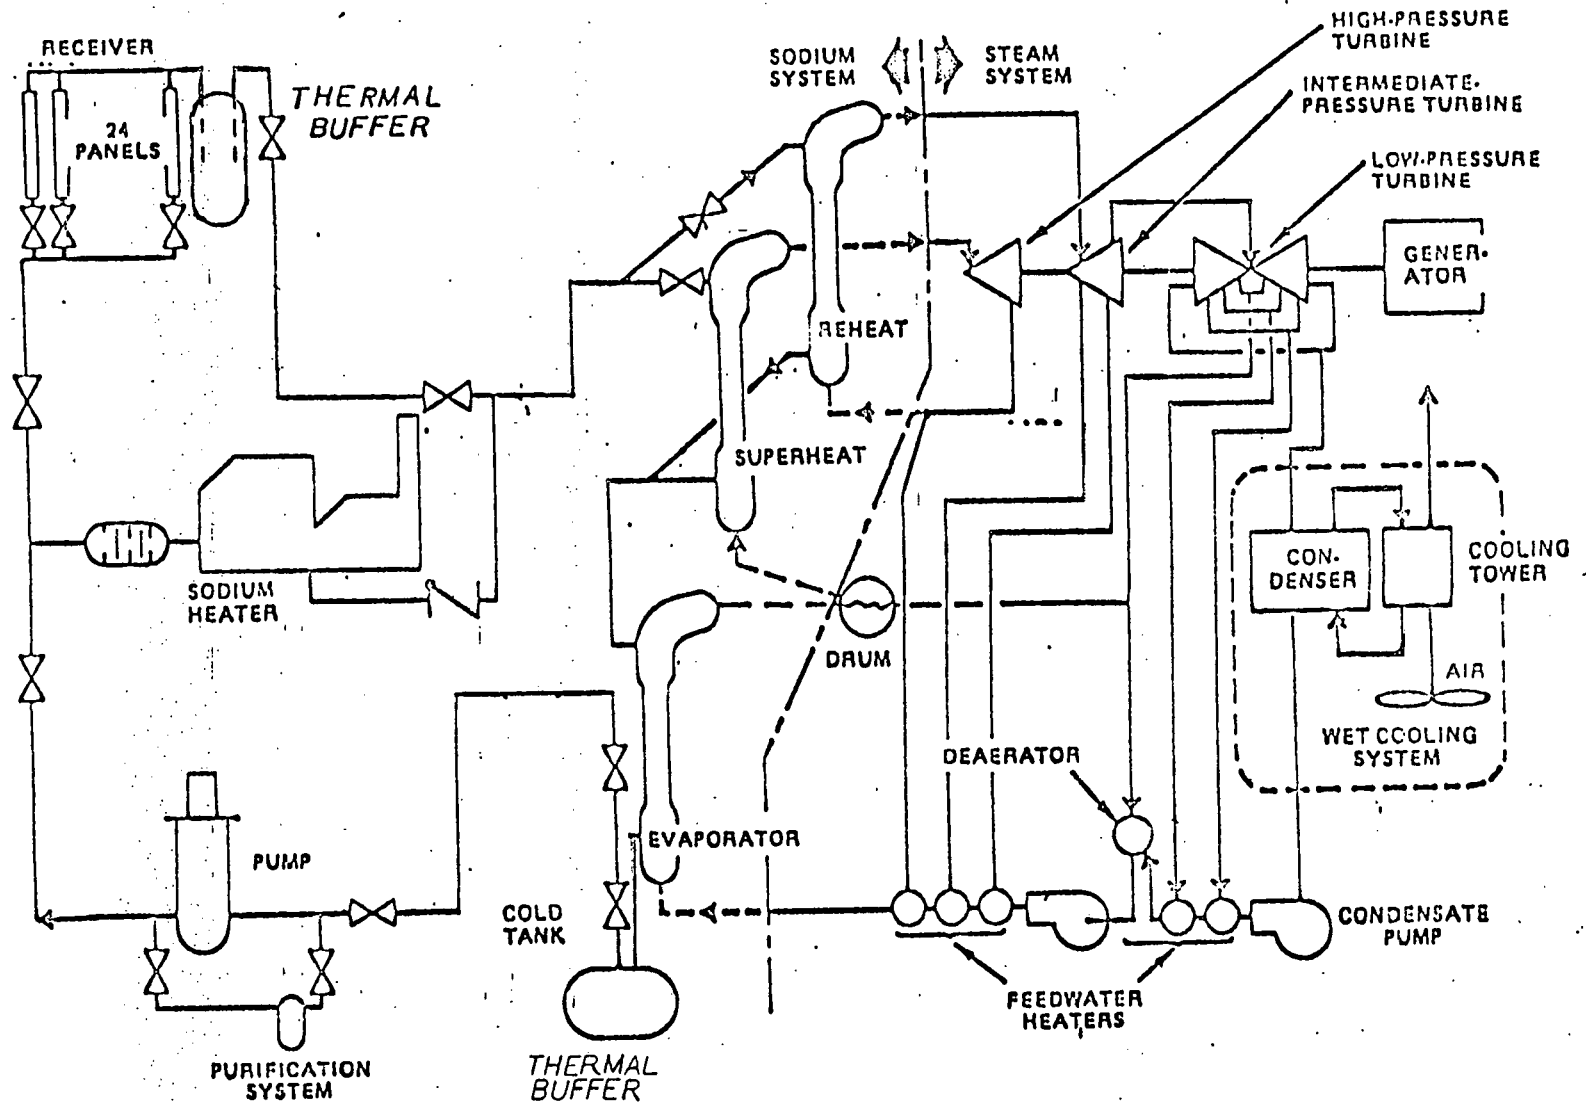 RECEIVER
24
PANELS
THERMAL
BUFFER
SODIUM
SYSTEM
STEAM
SYSTEM
HIGH-PRESSURE
TURBINE
INTERMEDIATE-
PRESSURE TURBINE
LOW-PRESSURE
TURBINE
GENER-
ATOR
REHEAT
SUPERHEAT
SODIUM
HEATER
DRUM
CON-
DENSER
COOLING
TOWER
AIR
WET COOLING
SYSTEM
DEAERATOR
PUMP
EVAPORATOR
COLD
TANK
CONDENSATE
PUMP
FEEDWATER
HEATERS
PURIFICATION
SYSTEM
THERMAL
BUFFER